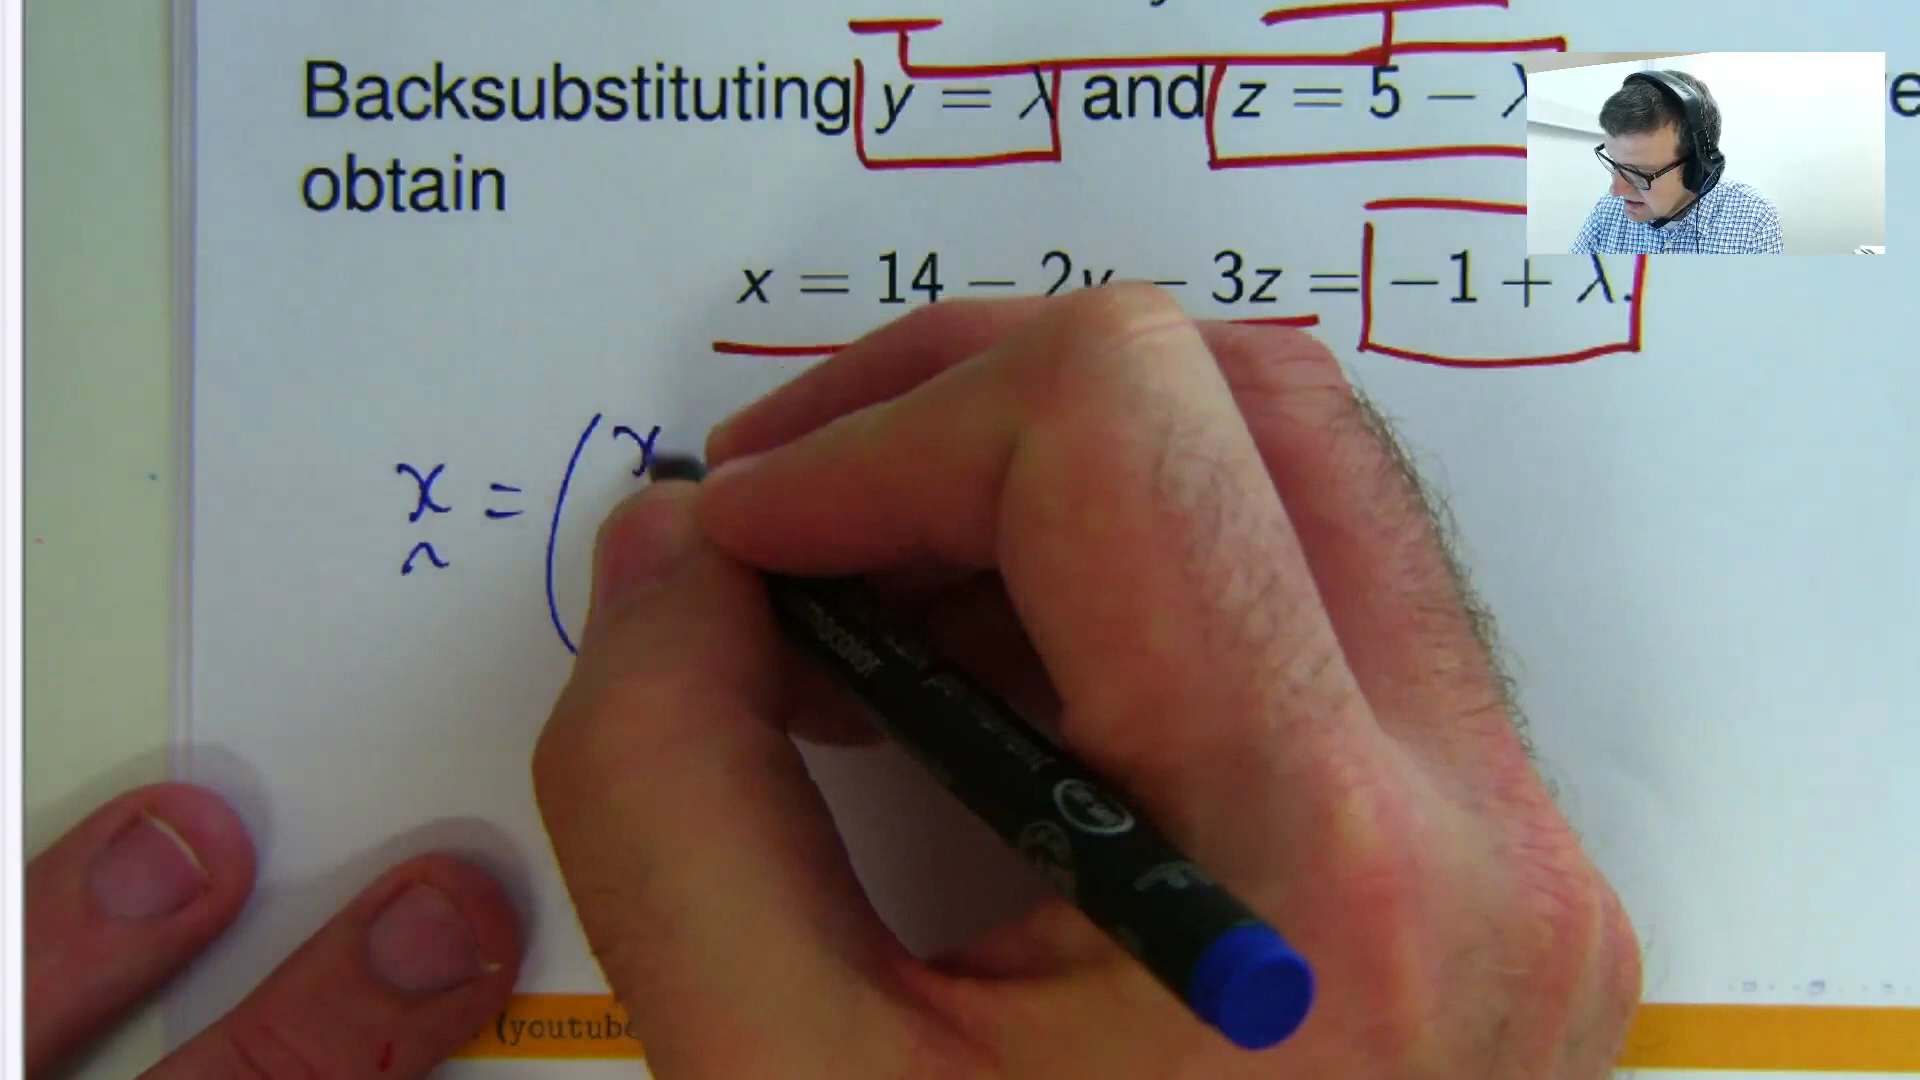 Backsubstituting y = λ and z = 5 − λ
obtain
x = 14 − 2y − 3z = −1 + λ.
x = ( x
~
(youtube